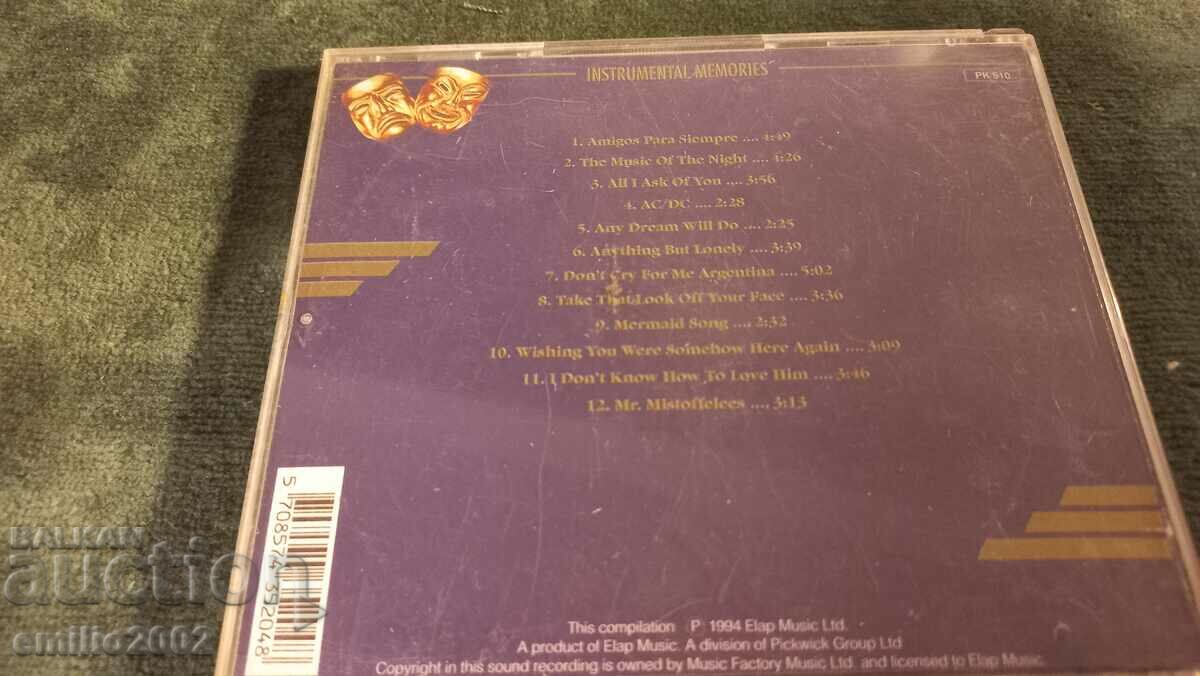 INSTRUMENTAL MEMORIES
PK 510
1. Amigos Para Siempre .... 4:49
2. The Music Of The Night .... 4:26
3. All I Ask Of You .... 3:56
4. AC/DC .... 2:28
5. Any Dream Will Do .... 2:25
6. Anything But Lonely .... 3:39
7. Don't Cry For Me Argentina .... 5:02
8. Take That Look Off Your Face .... 3:36
9. Mermaid Song .... 2:32
10. Wishing You Were Somehow Here Again .... 3:09
11. I Don't Know How To Love Him .... 3:46
12. Mr. Mistoffelees .... 3:13
5 708574 392048
This compilation P 1994 Elap Music Ltd.
A product of Elap Music. A division of Pickwick Group Ltd
Copyright in this sound recording is owned by Music Factory Music Ltd. and licensed to Elap Music.
BALKAN
auction
emilio2002